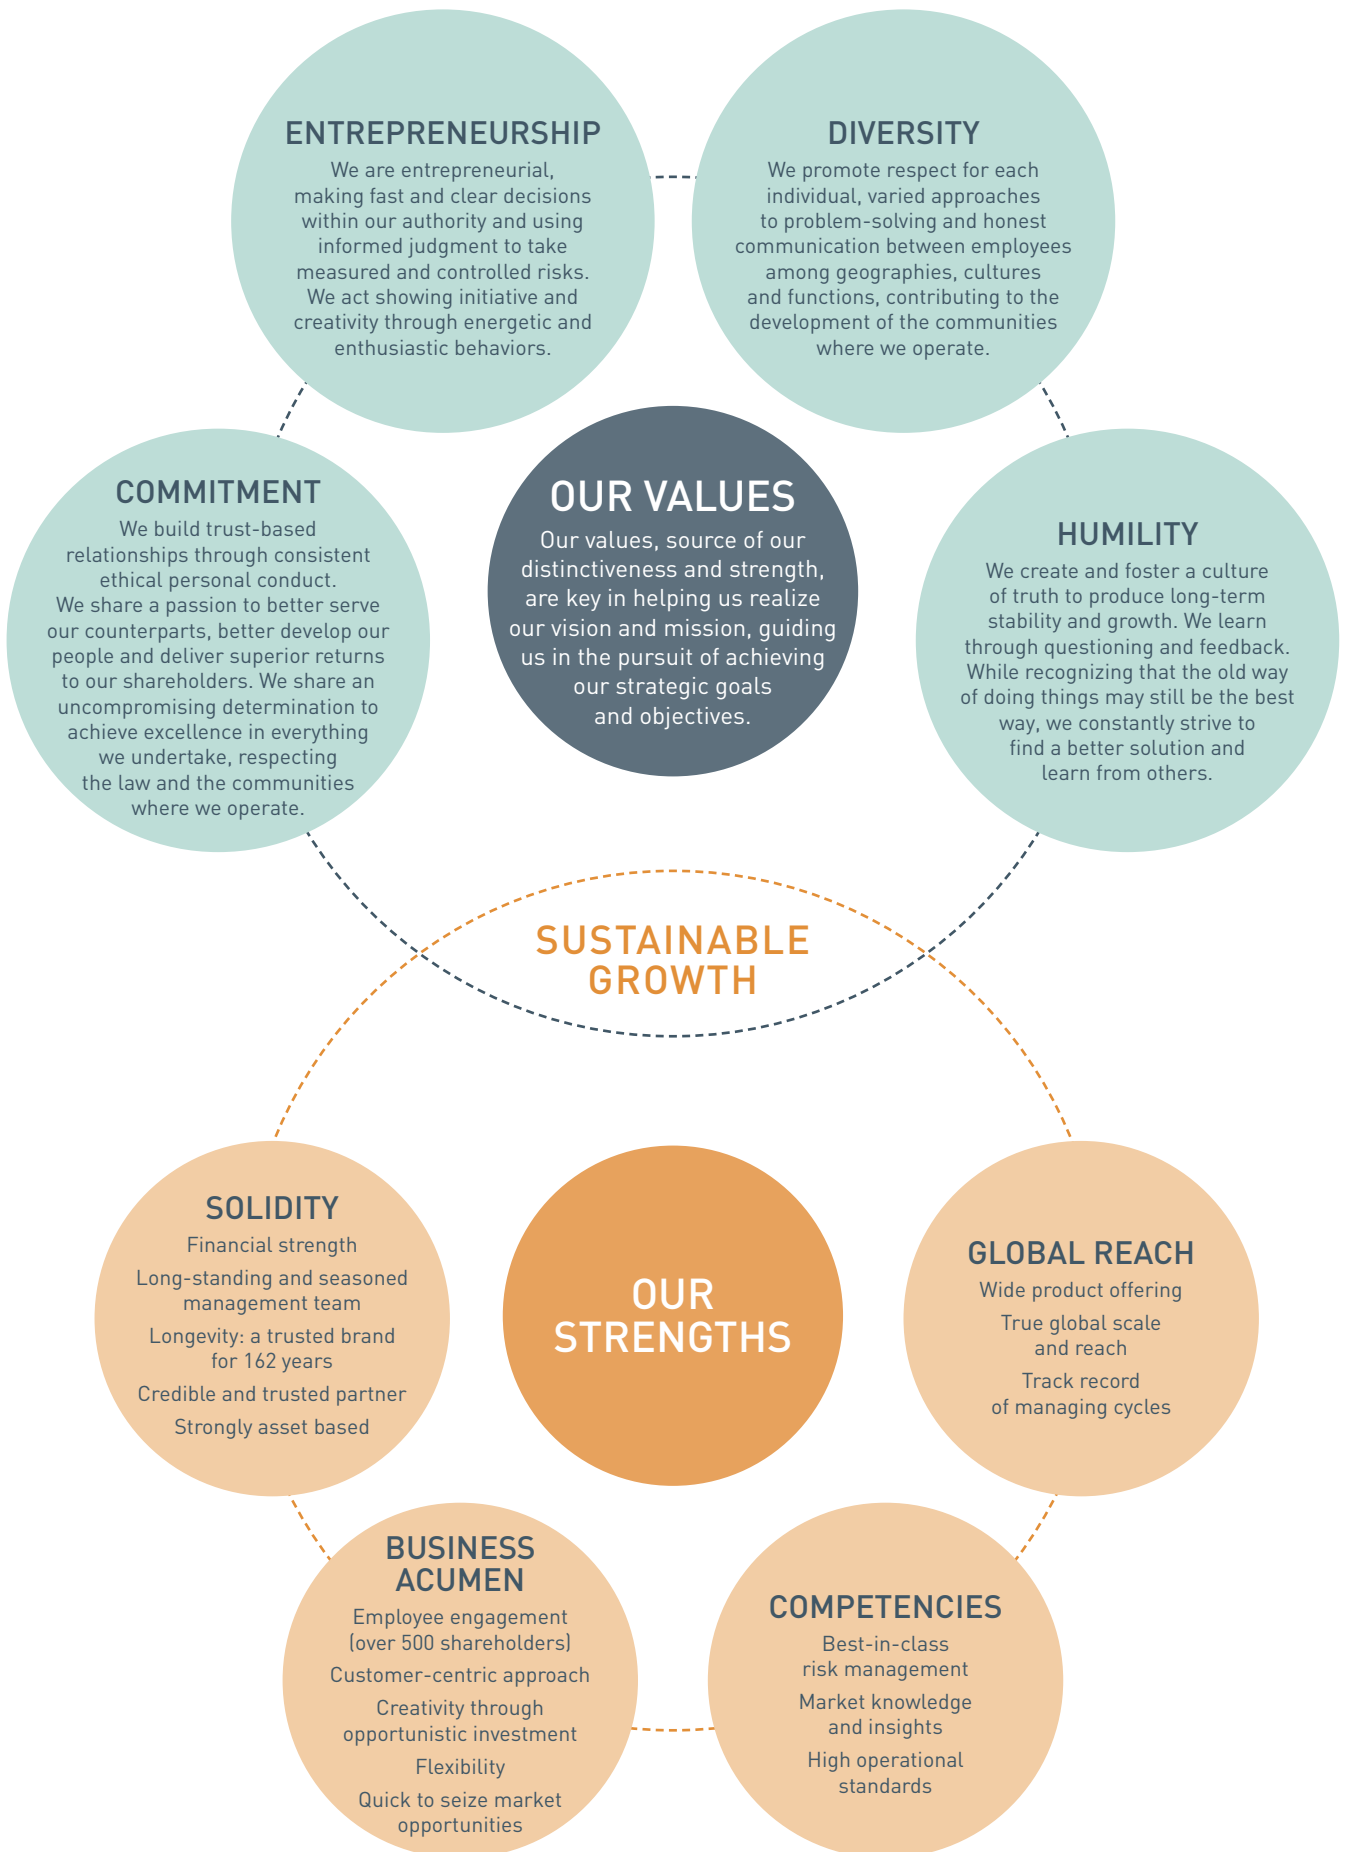 ENTREPRENEURSHIP
We are entrepreneurial,
making fast and clear decisions
within our authority and using
informed judgment to take
measured and controlled risks.
We act showing initiative and
creativity through energetic and
enthusiastic behaviors.
DIVERSITY
We promote respect for each
individual, varied approaches
to problem-solving and honest
communication between employees
among geographies, cultures
and functions, contributing to the
development of the communities
where we operate.
COMMITMENT
We build trust-based
relationships through consistent
ethical personal conduct.
We share a passion to better serve
our counterparts, better develop our
people and deliver superior returns
to our shareholders. We share an
uncompromising determination to
achieve excellence in everything
we undertake, respecting
the law and the communities
where we operate.
OUR VALUES
Our values, source of our
distinctiveness and strength,
are key in helping us realize
our vision and mission, guiding
us in the pursuit of achieving
our strategic goals
and objectives.
HUMILITY
We create and foster a culture
of truth to produce long-term
stability and growth. We learn
through questioning and feedback.
While recognizing that the old way
of doing things may still be the best
way, we constantly strive to
find a better solution and
learn from others.
SUSTAINABLE
GROWTH
SOLIDITY
Financial strength
Long-standing and seasoned
management team
Longevity: a trusted brand
for 162 years
Credible and trusted partner
Strongly asset based
OUR
STRENGTHS
GLOBAL REACH
Wide product offering
True global scale
and reach
Track record
of managing cycles
BUSINESS
ACUMEN
Employee engagement
(over 500 shareholders)
Customer-centric approach
Creativity through
opportunistic investment
Flexibility
Quick to seize market
opportunities
COMPETENCIES
Best-in-class
risk management
Market knowledge
and insights
High operational
standards